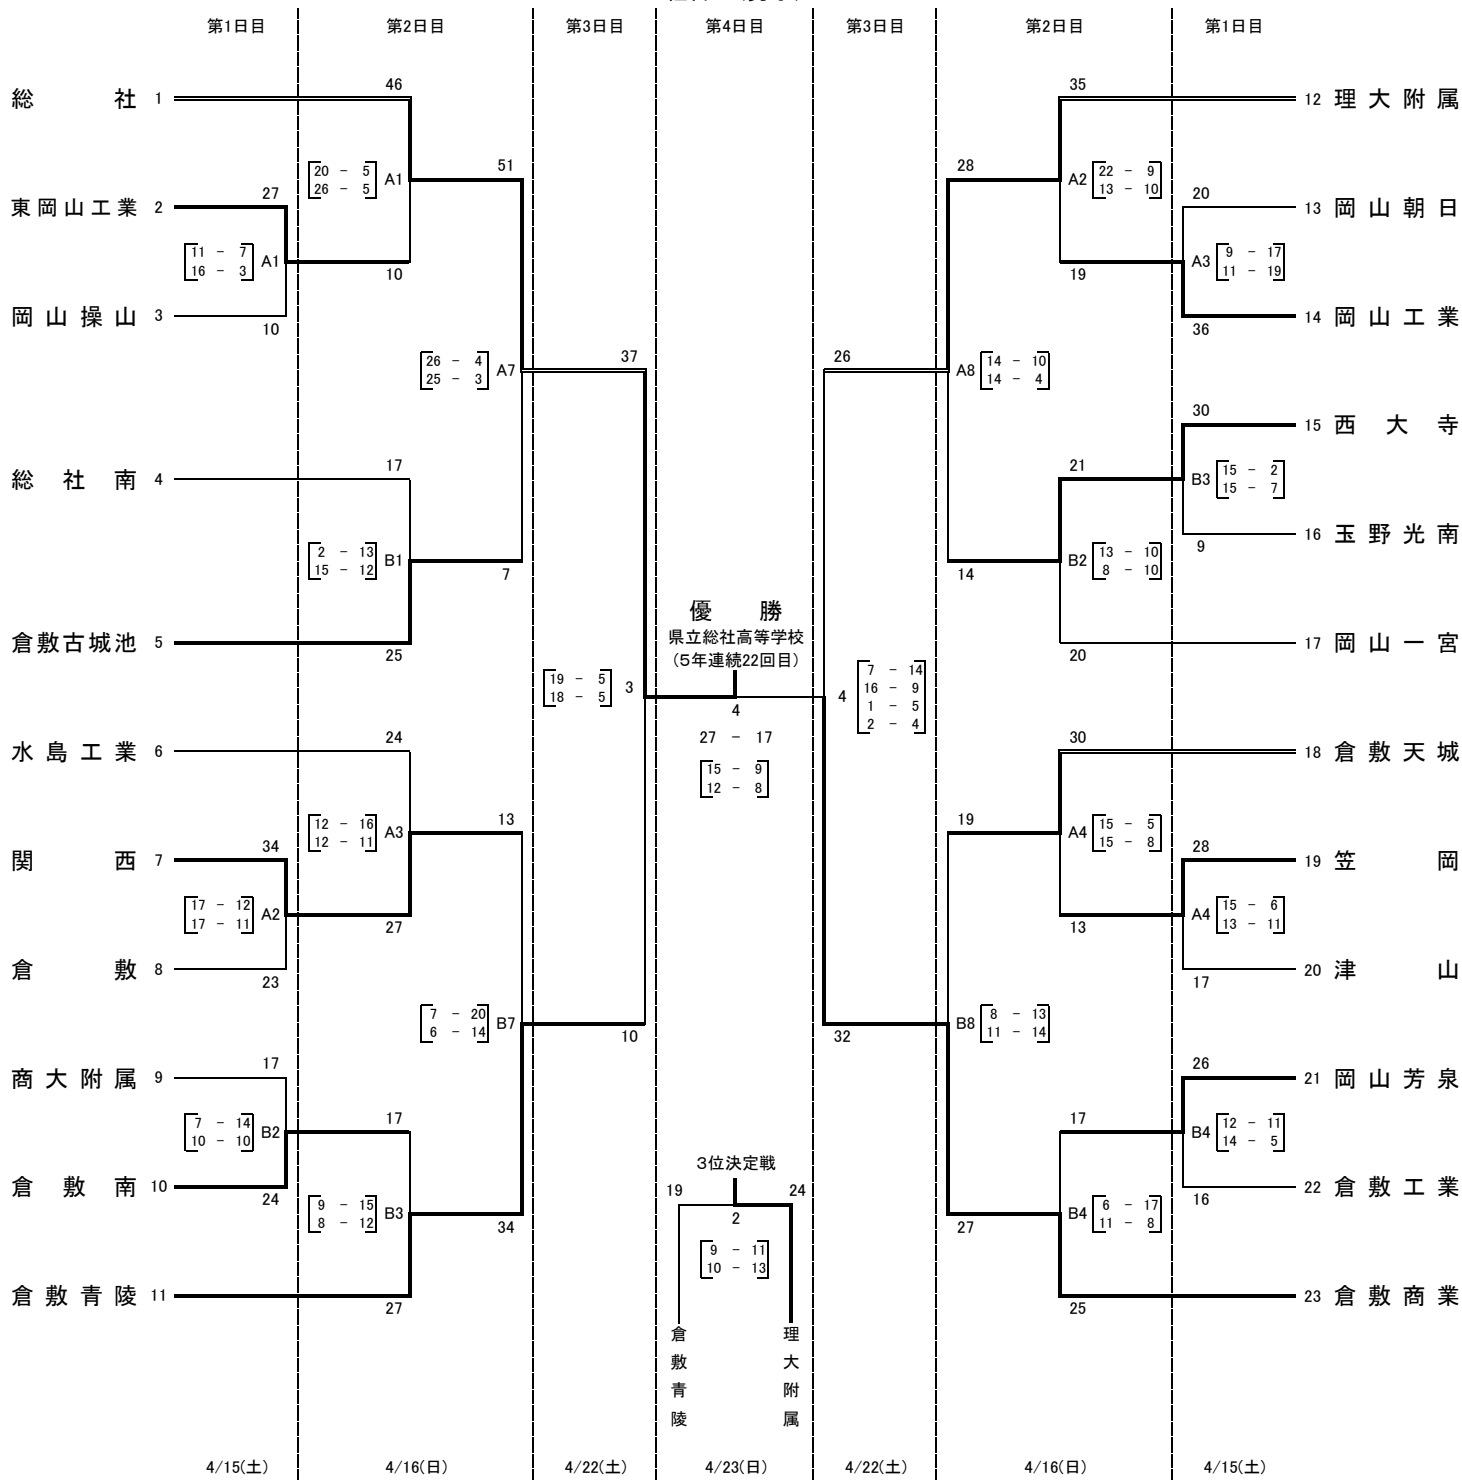 第1日目 第2日目 第3日目 第4日目 第3日目 第2日目 第1日目
46 35
総社 1 12 理大附属
20 - 5 51 28 22 - 9
26 - 5 A1 A2 13 - 10
27 20
東岡山工業 2 13 岡山朝日
11 - 7 9 - 17
16 - 3 A1 10 19 A3 11 - 19
岡山操山 3 14 岡山工業
10 36
26 - 4 37 26 14 - 10
25 - 3 A7 A8 14 - 4
30
15 西大寺
17 21
総社南 4 15 - 2
B3 15 - 7
16 玉野光南
2 - 13 13 - 10 9
15 - 12 B1 7 14 B2 8 - 10
優勝
県立総社高等学校
倉敷古城池 5 17 岡山一宮
25 20
(5年連続22回目)
19 - 5 7 - 14
18 - 5 3 4 16 - 9
4 1 - 5
2 - 4
24 27 - 17 30
水島工業 6 18 倉敷天城
15 - 9
12 - 8
12 - 16 13 19 15 - 5
12 - 11 A3 A4 15 - 8
34 28
関西 7 19 笠岡
17 - 12 15 - 6
17 - 11 A2 27 13 A4 13 - 11
倉敷 8 20 津山
23 17
7 - 20 8 - 13
6 - 14 B7 10 32 B8 11 - 14
17 26
商大附属 9 21 岡山芳泉
7 - 14 17 17 12 - 11
10 - 10 B2 B4 14 - 5
3位決定戦
倉敷南 10 19 24 22 倉敷工業
24 16
9 - 15 2 6 - 17
8 - 12 B3 34 27 B4 11 - 8
9 - 11
10 - 13
倉敷青陵 11 23 倉敷商業
27 25
倉敷青陵
理大附属
4/15(土) 4/16(日) 4/22(土) 4/23(日) 4/22(土) 4/16(日) 4/15(土)